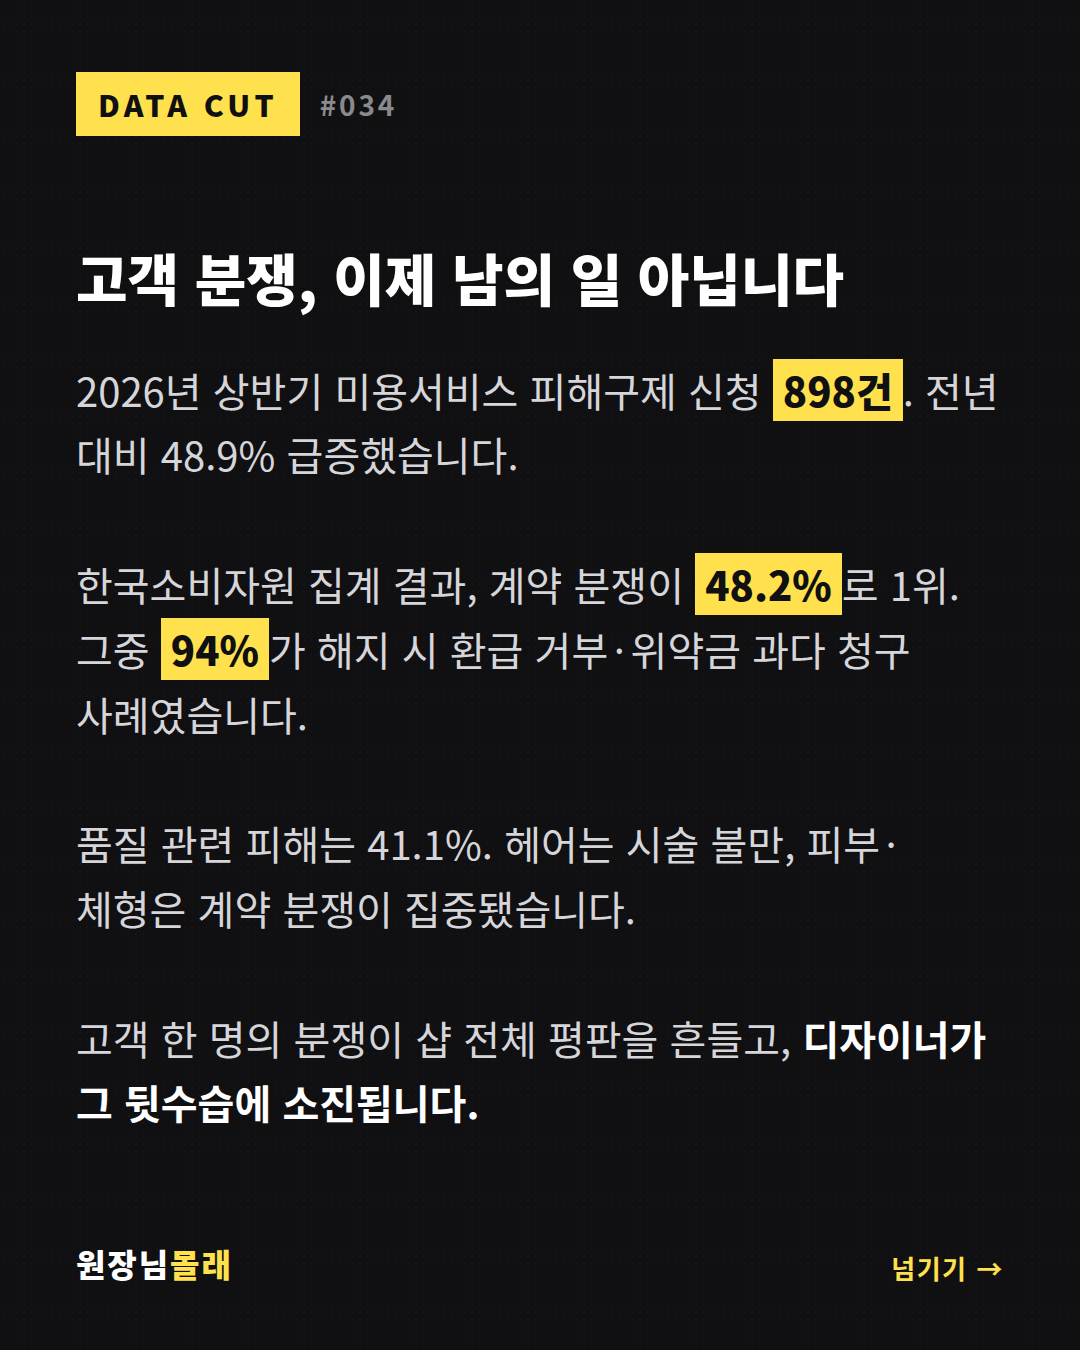 DATA CUT #034
고객 분쟁, 이제 남의 일 아닙니다
2026년 상반기 미용서비스 피해구제 신청 898건. 전년
대비 48.9% 급증했습니다.
한국소비자원 집계 결과, 계약 분쟁이 48.2%로 1위.
그중 94%가 해지 시 환급 거부·위약금 과다 청구
사례였습니다.
품질 관련 피해는 41.1%. 헤어는 시술 불만, 피부·
체형은 계약 분쟁이 집중됐습니다.
고객 한 명의 분쟁이 샵 전체 평판을 흔들고, 디자이너가
그 뒷수습에 소진됩니다.
원장님몰래
넘기기 →